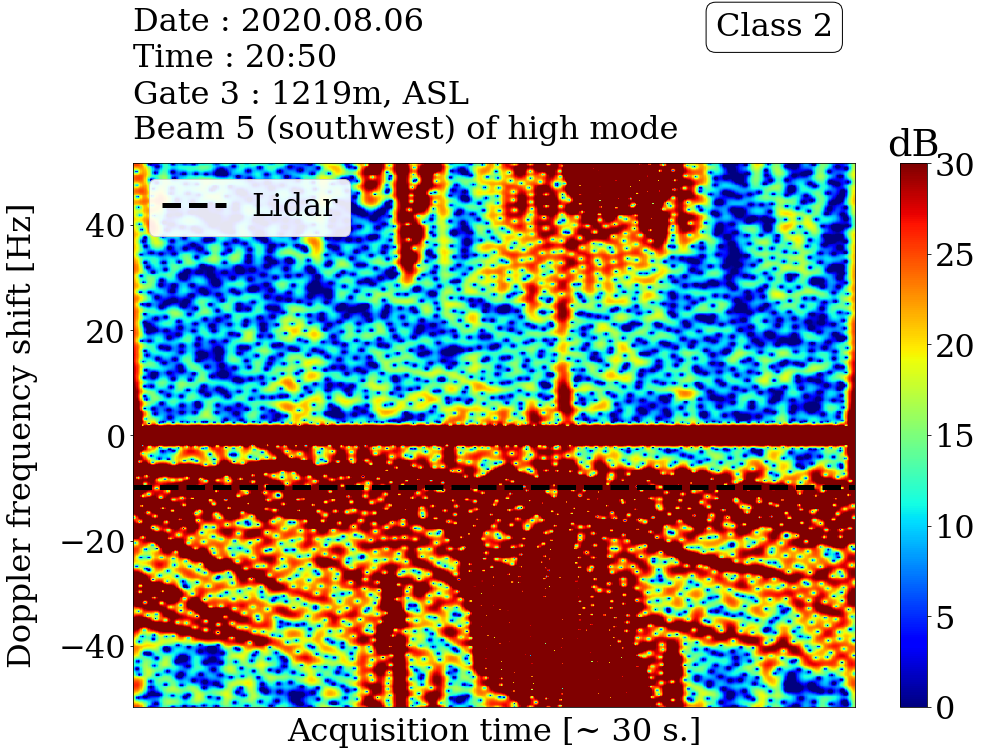 Date : 2020.08.06
Time : 20:50
Gate 3 : 1219m, ASL
Beam 5 (southwest) of high mode
Class 2
dB
Lidar
Doppler frequency shift [Hz]
40
20
0
−20
−40
Acquisition time [~ 30 s.]
30
25
20
15
10
5
0